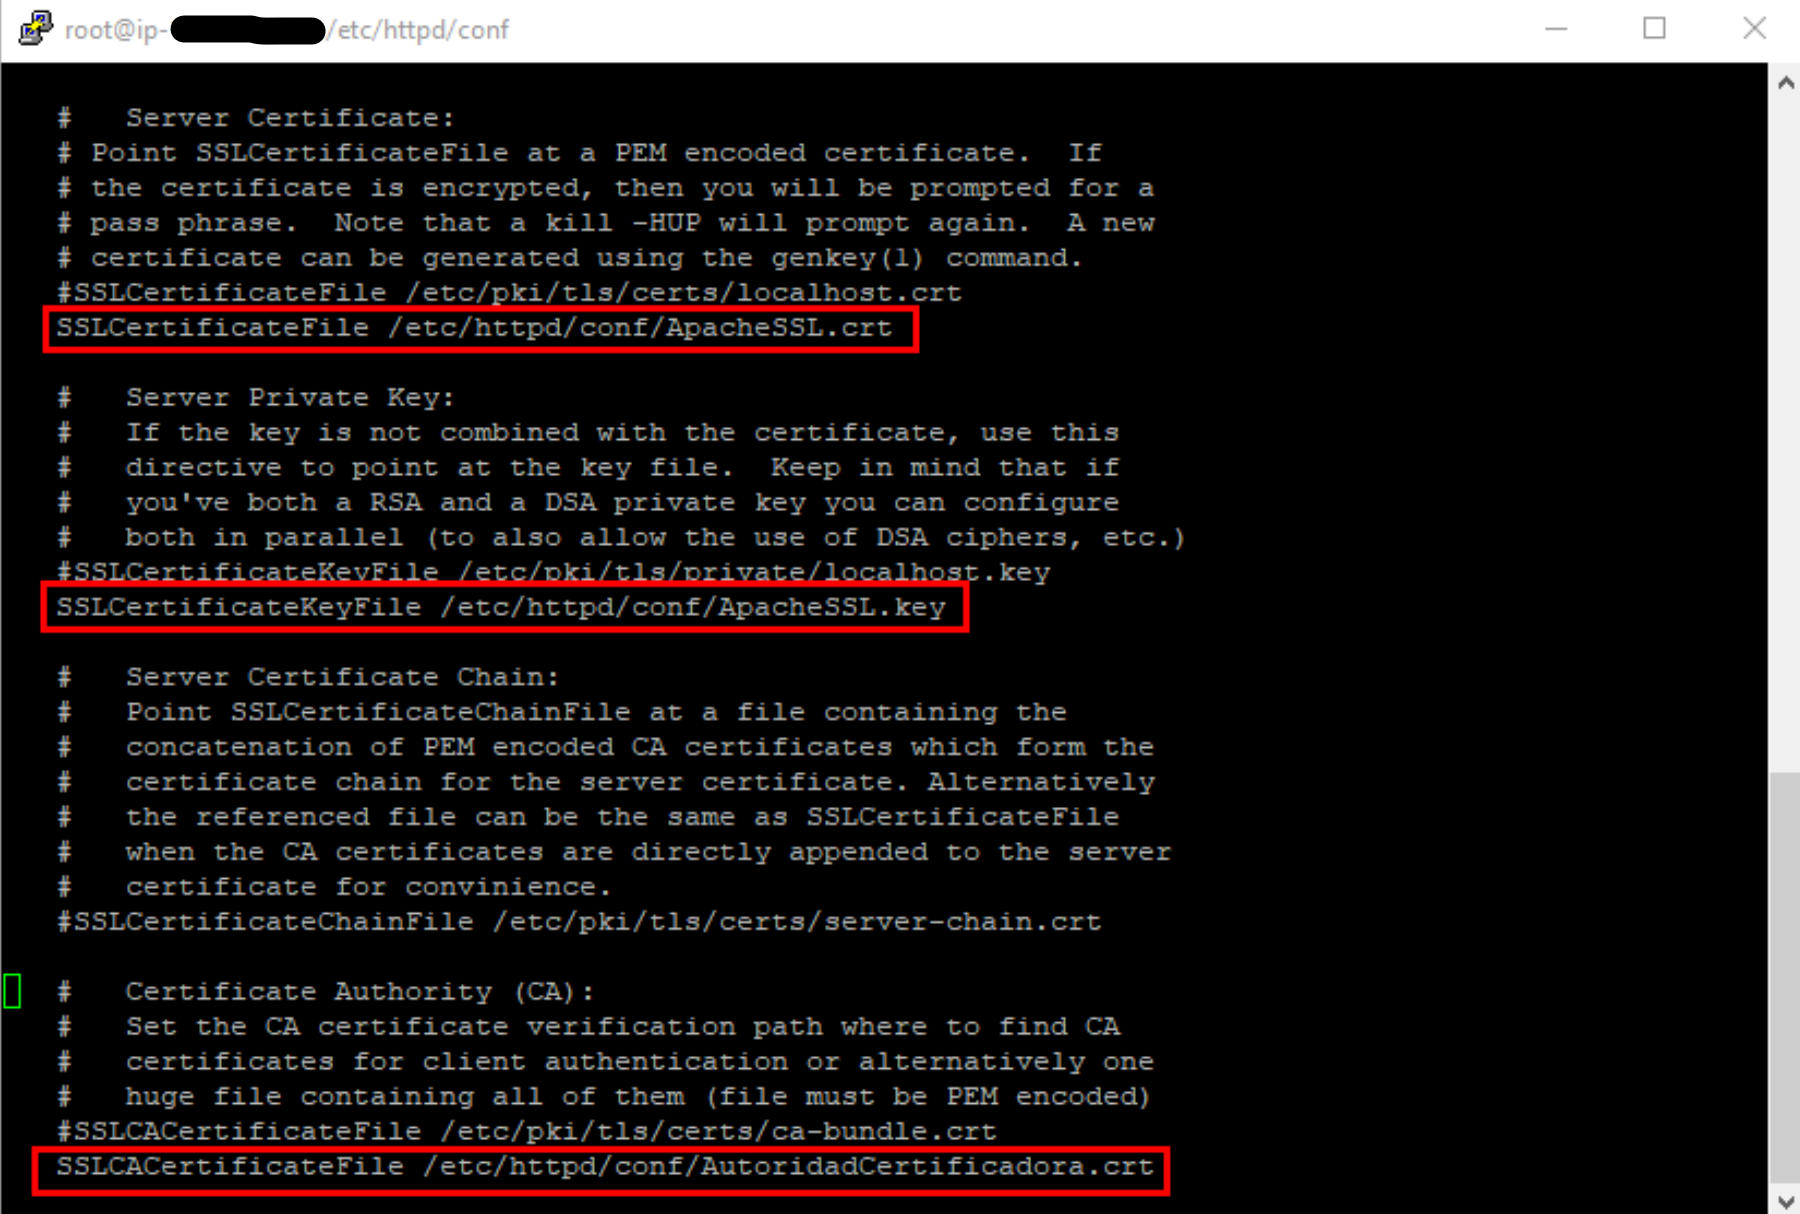 root@ip- /etc/httpd/conf
#   Server Certificate:
# Point SSLCertificateFile at a PEM encoded certificate.  If
# the certificate is encrypted, then you will be prompted for a
# pass phrase.  Note that a kill -HUP will prompt again.  A new
# certificate can be generated using the genkey(1) command.
#SSLCertificateFile /etc/pki/tls/certs/localhost.crt
SSLCertificateFile /etc/httpd/conf/ApacheSSL.crt
#   Server Private Key:
#   If the key is not combined with the certificate, use this
#   directive to point at the key file.  Keep in mind that if
#   you've both a RSA and a DSA private key you can configure
#   both in parallel (to also allow the use of DSA ciphers, etc.)
#SSLCertificateKeyFile /etc/pki/tls/private/localhost.key
SSLCertificateKeyFile /etc/httpd/conf/ApacheSSL.key
#   Server Certificate Chain:
#   Point SSLCertificateChainFile at a file containing the
#   concatenation of PEM encoded CA certificates which form the
#   certificate chain for the server certificate. Alternatively
#   the referenced file can be the same as SSLCertificateFile
#   when the CA certificates are directly appended to the server
#   certificate for convinience.
#SSLCertificateChainFile /etc/pki/tls/certs/server-chain.crt
#   Certificate Authority (CA):
#   Set the CA certificate verification path where to find CA
#   certificates for client authentication or alternatively one
#   huge file containing all of them (file must be PEM encoded)
#SSLCACertificateFile /etc/pki/tls/certs/ca-bundle.crt
SSLCACertificateFile /etc/httpd/conf/AutoridadCertificadora.crt